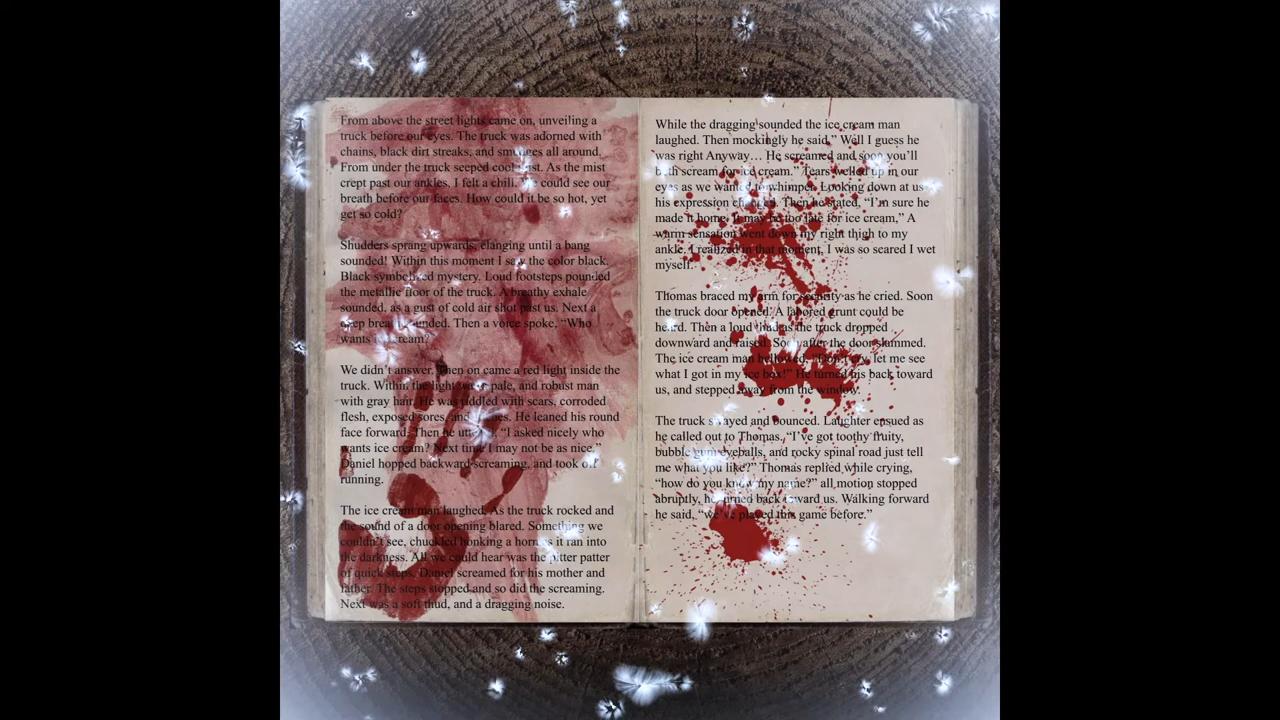 From above the street lights came on, unveiling a
truck before our eyes. The truck was adorned with
chains, black dirt streaks, and smudges all around.
From under the truck seeped cool mist. As the mist
crept past our ankles, I felt a chill. We could see our
breath before our faces. How could it be so hot, yet
get so cold?
Shudders sprang upwards, clanging until a bang
sounded! Within this moment I saw the color black.
Black symbolized mystery. Loud footsteps pounded
the metallic floor of the truck. A breathy exhale
sounded, as a gust of cold air shot past us. Next a
deep breath sounded. Then a voice spoke, “Who
wants ice cream?
We didn’t answer. Then on came a red light inside the
truck. Within, the light were pale, and robust man
with gray hair. He was riddled with scars, corroded
flesh, exposed sores, and He leaned his round
face forward. Then he uttered, “I asked nicely who
wants ice cream? Next time I may not be as nice.”
Daniel hopped backward screaming, and took off
running.
The ice cream man laughed. As the truck rocked and
the sound of a door opening blared. Something we
couldn’t see, chuckled honking a horn as it ran into
the darkness. All we could hear was the pitter patter
of quick steps. Daniel screamed for his mother and
father. The steps stopped and so did the screaming.
Next was a soft thud, and a dragging noise.
While the dragging sounded the ice cream man
laughed. Then mockingly he said,” Well I guess he
was right Anyway… He screamed and soon you’ll
both scream for ice cream.” Tears welled up in our
eyes as we wanted to whimper. Looking down at us
his expression changed. Then he stated, “I’m sure he
made it home. It may be too late for ice cream,” A
warm sensation went down my right thigh to my
ankle. I realized in that moment, I was so scared I wet
myself.
Thomas braced my arm for security as he cried. Soon
the truck door opened. A labored grunt could be
heard. Then a loud thud as the truck dropped
downward and raised. Soon after the door slammed.
The ice cream man bellowed, “Don’t cry, let me see
what I got in my ice box!” He turned his back toward
us, and stepped away from the window.
The truck swayed and bounced. Laughter ensued as
he called out to Thomas., “I’ve got toothy fruity,
bubble gum eyeballs, and rocky spinal road just tell
me what you like?” Thomas replied while crying,
“how do you know my name?” all motion stopped
abruptly, he turned back toward us. Walking forward
he said, “we’ve played this game before.”